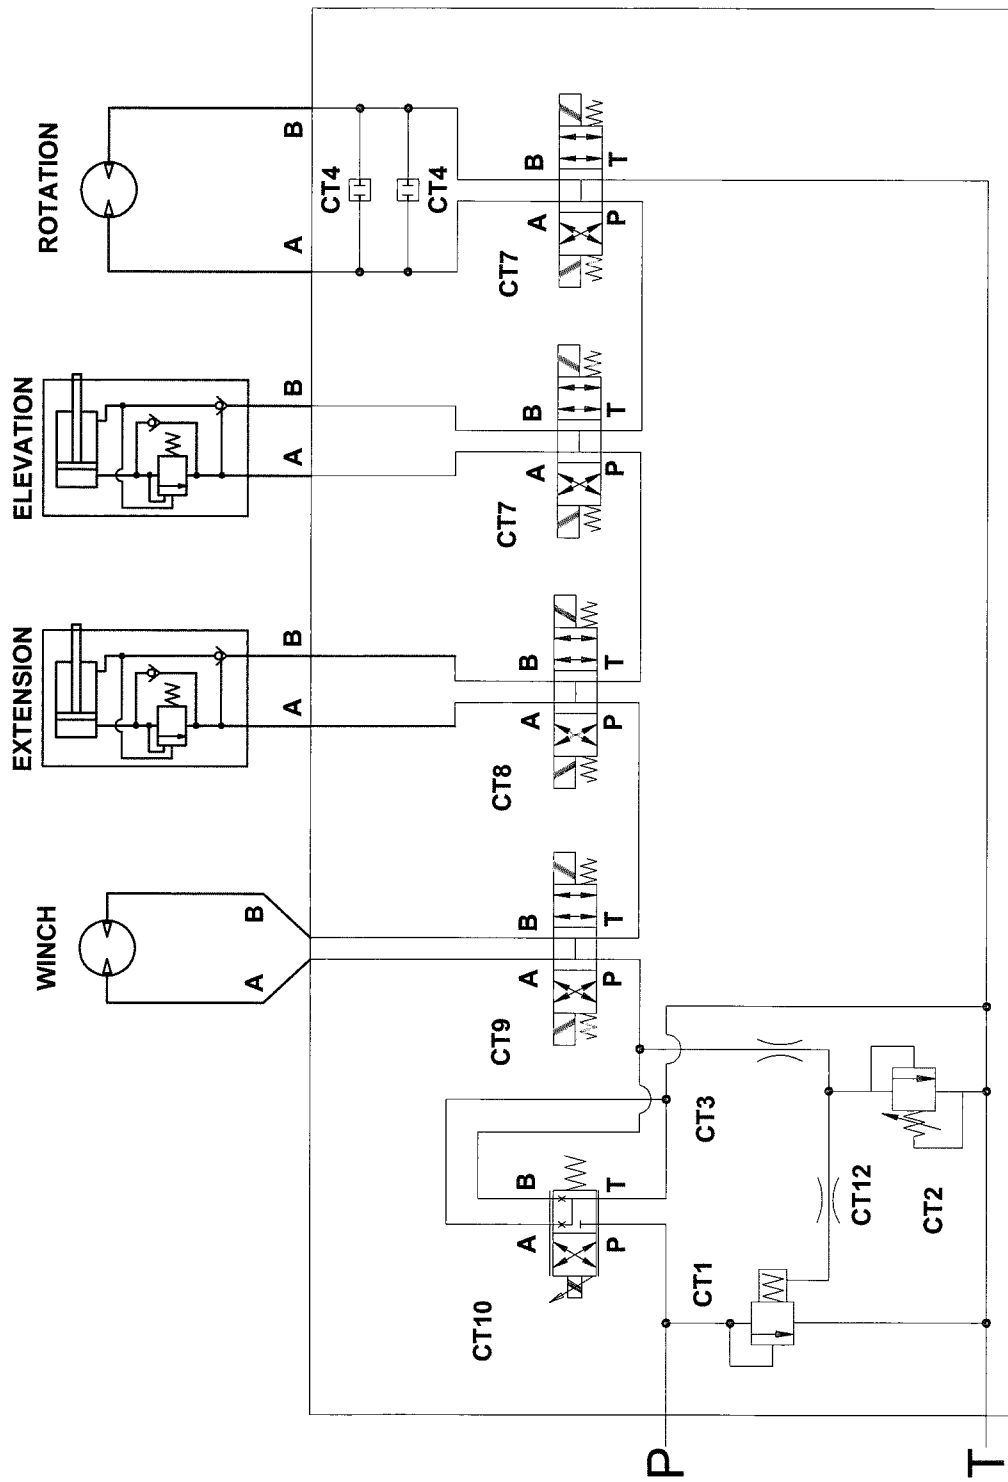 WINCH
EXTENSION
ELEVATION
ROTATION
A B
A B
A B
A B
CT4
CT4
CT10
CT9
CT8
CT7
CT7
A B
A B
A B
A B
A B
P T
P T
P T
P T
P T
P
CT1
CT3
CT12
CT2
T